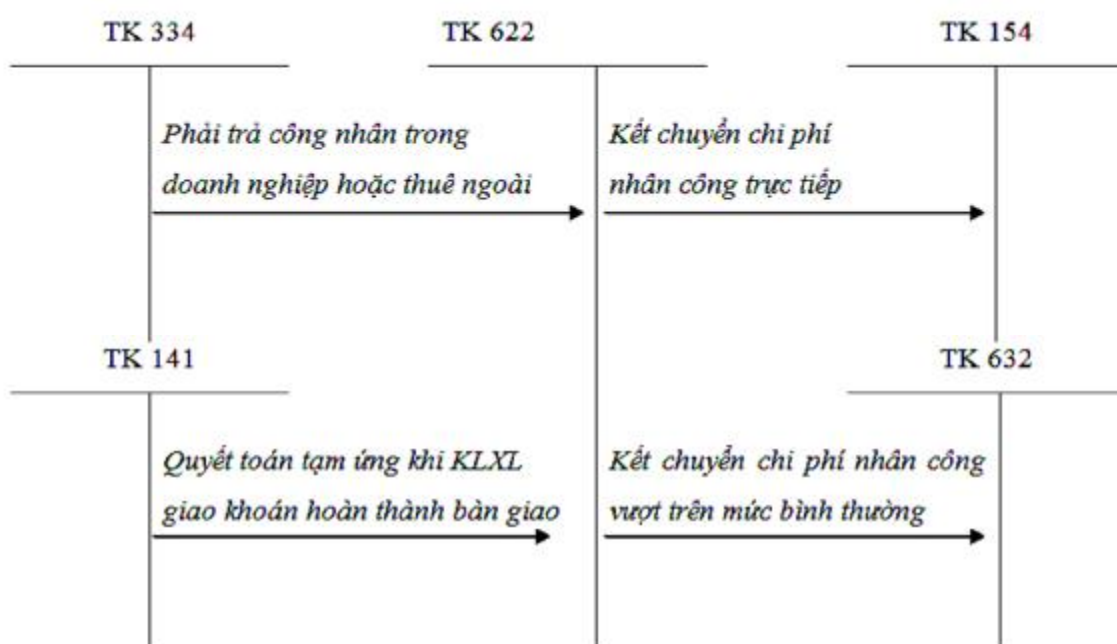 TK 334
TK 622
TK 154
Phải trả công nhân trong
doanh nghiệp hoặc thuê ngoài
Kết chuyển chi phí
nhân công trực tiếp
TK 141
TK 632
Quyết toán tạm ứng khi KLXL
giao khoán hoàn thành bàn giao
Kết chuyển chi phí nhân công
vượt trên mức bình thường